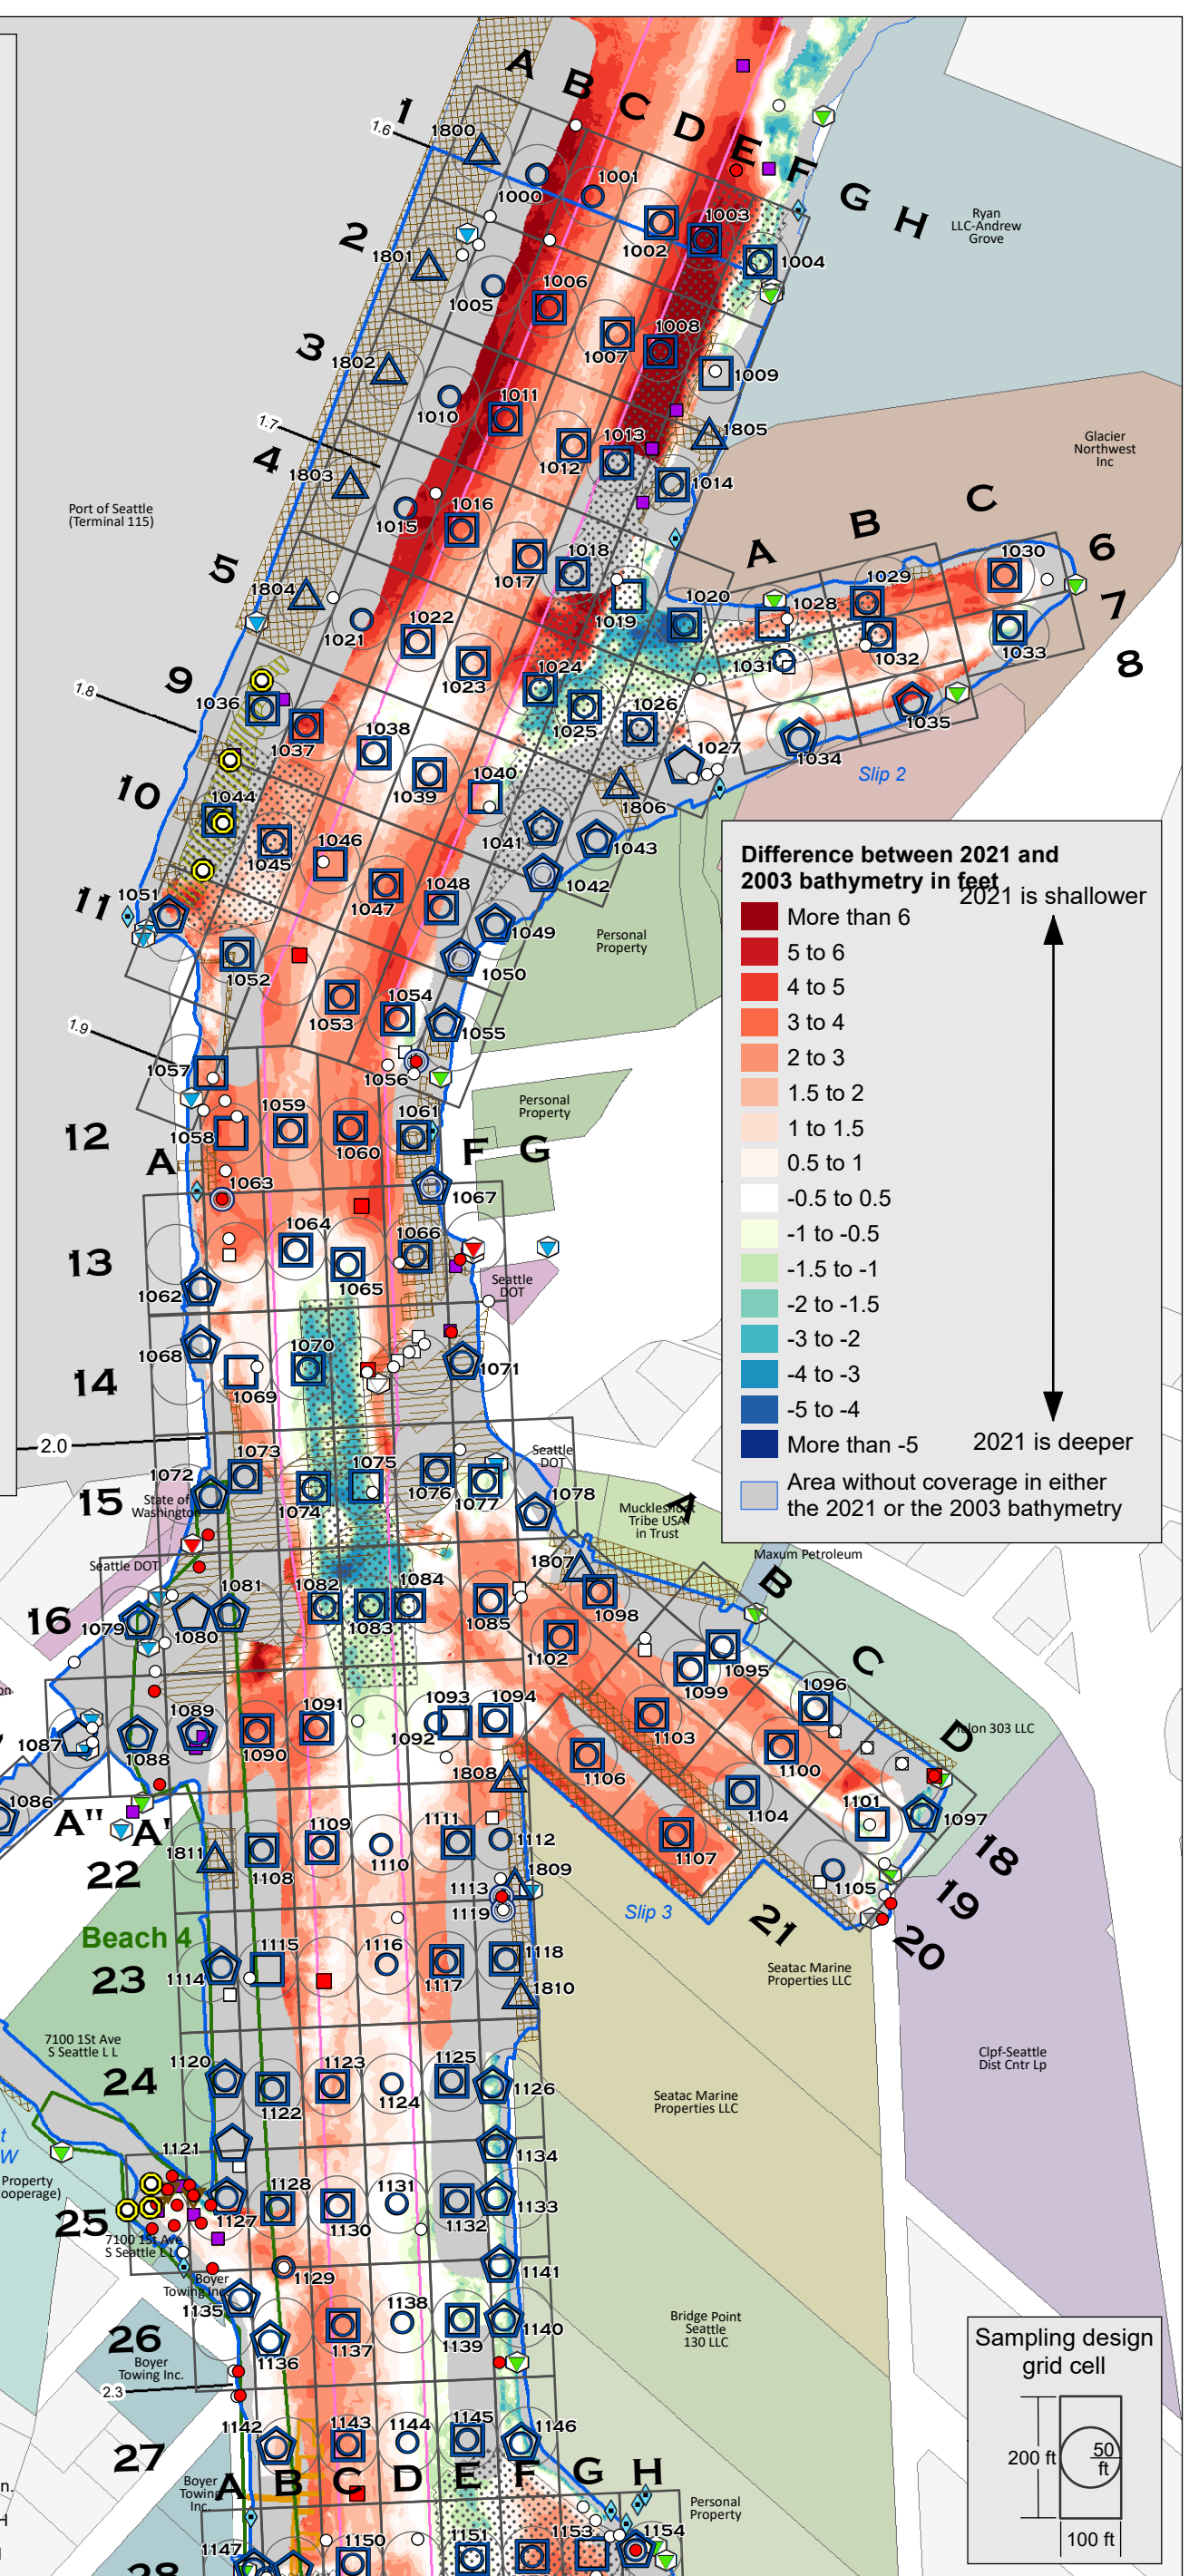 A B C D E F G H
1
1.6
1800
1000
1001
1002
1003
1004
Ryan
LLC-Andrew
Grove
2
1801
1005
1006
1007
1008
1009
3
1802
1010
1011
1012
1013
1805
1014
1.7
4
1803
1015
1016
1017
1018
1019
1020
Port of Seattle
(Terminal 115)
Glacier
Northwest
Inc
A B C
6
7
8
1028
1029
1030
1031
1032
1033
1034
1035
Slip 2
5
1804
1021
1022
1023
1024
1025
1026
1027
1806
9
1.8
1036
1037
1038
1039
1040
1041
1042
1043
10
1044
1045
1046
1047
1048
1049
1050
11
1051
1052
1053
1054
1055
1056
Personal
Property
1.9
1057
1058
1059
1060
1061
Personal
Property
12
A
F G
1063
1067
13
1064
1065
1066
1062
Seattle
DOT
1068
14
1069
1070
1071
2.0
1072
1073
1074
1075
1076
1077
1078
Seattle
DOT
15
State of
Washington
Muckleshoot
Tribe USA
in Trust
A
Seattle DOT
Maxum Petroleum
16
1079
1080
1081
1082
1083
1084
1085
1807
1098
B
C
D
1102
1099
1095
1096
1103
1100
1087
1088
1089
1090
1091
1092
1093
1094
1106
1104
1101
1097
1107
1105
18
19
20
21
Slip 3
1086
A" A'
22
1811
1108
1109
1110
1111
1112
1808
1809
1113
1119
Beach 4
23
1114
1115
1116
1117
1118
1810
Seatac Marine
Properties LLC
Clpf-Seattle
Dist Cntr Lp
7100 1St Ave
S Seattle L L
24
1120
1122
1123
1124
1125
1126
Seatac Marine
Properties LLC
t
W
Property
1121
1134
25
1127
1128
1130
1131
1132
1133
7100 1St Ave
S Seattle L L
Boyer
Towing Inc.
1129
1141
1135
1136
1137
1138
1139
1140
26
Boyer
Towing Inc.
Bridge Point
Seattle
130 LLC
2.3
27
1142
1143
1144
1145
1146
A B C D E F G H
Boyer
Towing
Inc.
Personal
Property
28
1147
1150
1151
1153
1154
n.
H
Difference between 2021 and
2003 bathymetry in feet
2021 is shallower
More than 6
5 to 6
4 to 5
3 to 4
2 to 3
1.5 to 2
1 to 1.5
0.5 to 1
-0.5 to 0.5
-1 to -0.5
-1.5 to -1
-2 to -1.5
-3 to -2
-4 to -3
-5 to -4
More than -5
2021 is deeper
Area without coverage in either
the 2021 or the 2003 bathymetry
Sampling design
grid cell
200 ft
50
ft
100 ft